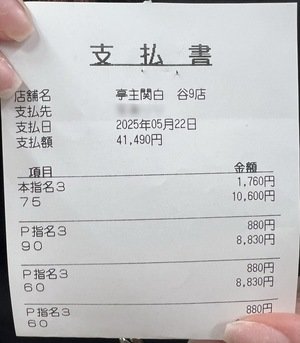 支払書
店舗名 亭主関白 谷9店
支払先
支払日 2025年05月22日
支払額 41,490円
項目 金額
本指名3 1,760円
75 10,600円
P指名3 880円
90 8,830円
P指名3 880円
60 8,830円
P指名3 880円
60